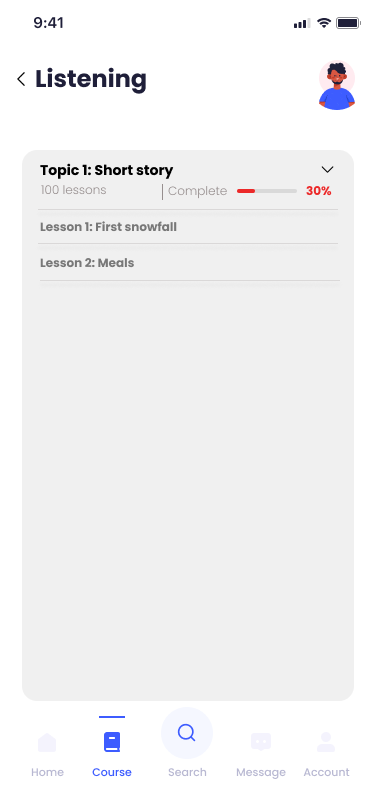 9:41
Listening
Topic 1: Short story
100 lessons | Complete 30%
Lesson 1: First snowfall
Lesson 2: Meals
Home Course Search Message Account